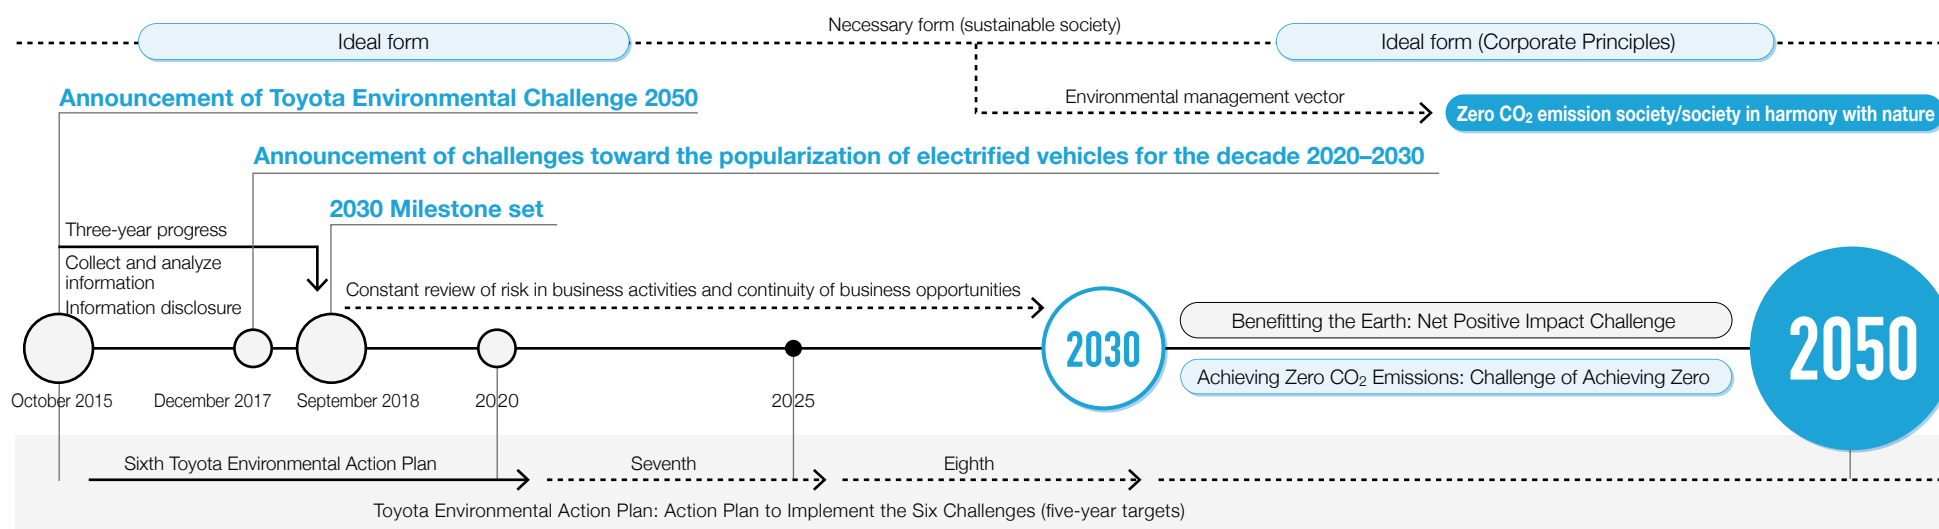 Necessary form (sustainable society)
Ideal form
Ideal form (Corporate Principles)
Announcement of Toyota Environmental Challenge 2050
Environmental management vector
Zero CO₂ emission society/society in harmony with nature
Announcement of challenges toward the popularization of electrified vehicles for the decade 2020–2030
2030 Milestone set
Three-year progress
Collect and analyze
information
Information disclosure
Constant review of risk in business activities and continuity of business opportunities
2030
Benefitting the Earth: Net Positive Impact Challenge
Achieving Zero CO₂ Emissions: Challenge of Achieving Zero
2050
October 2015
December 2017
September 2018
2020
2025
Sixth Toyota Environmental Action Plan
Seventh
Eighth
Toyota Environmental Action Plan: Action Plan to Implement the Six Challenges (five-year targets)